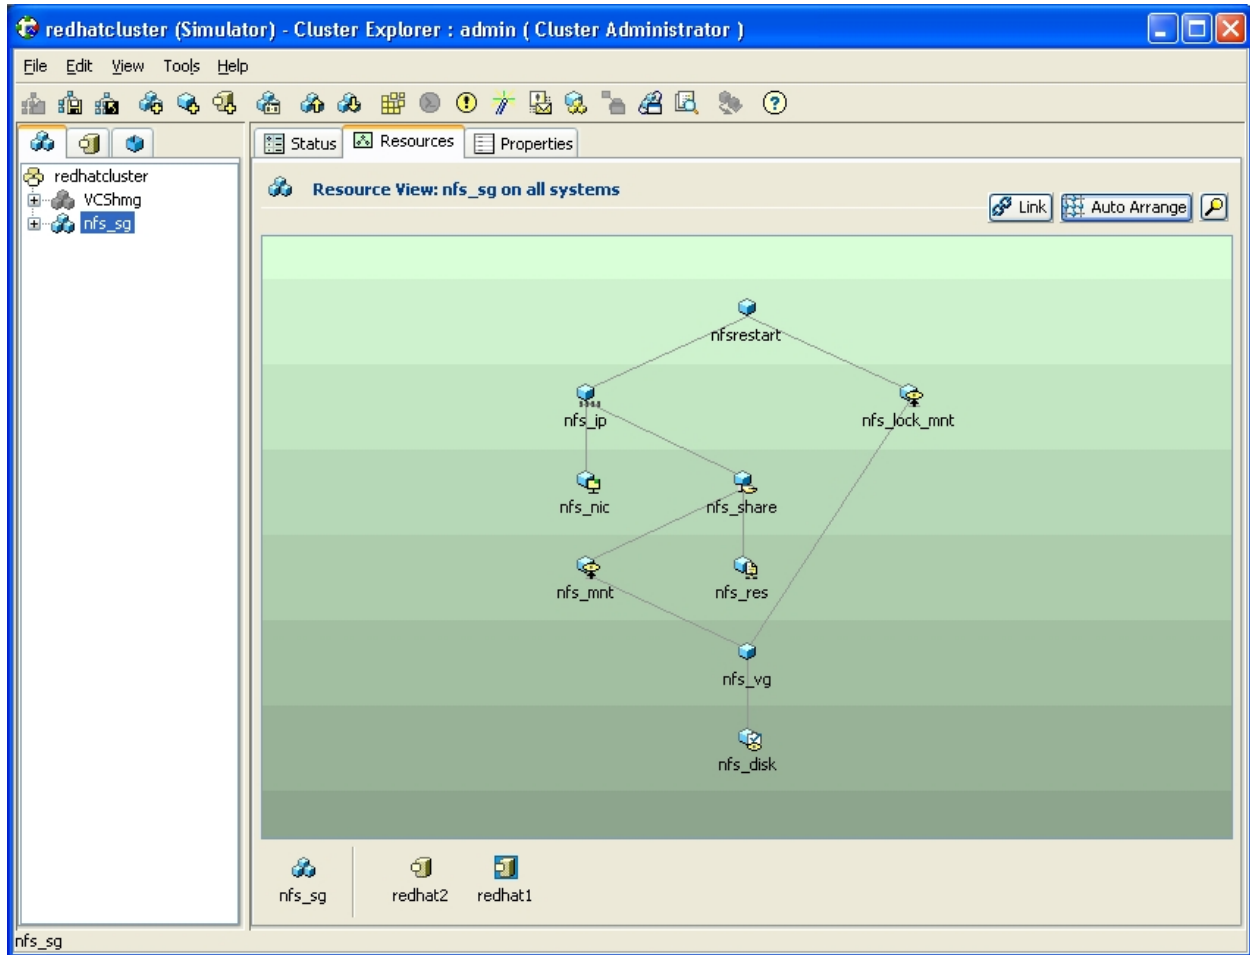 redhatcluster (Simulator) - Cluster Explorer : admin ( Cluster Administrator )
File Edit View Tools Help
Status Resources Properties
redhatcluster
VCShmg
nfs_sg
Resource View: nfs_sg on all systems
Link Auto Arrange
nfsrestart
nfs_ip nfs_lock_mnt
nfs_nic nfs_share
nfs_mnt nfs_res
nfs_vg
nfs_disk
nfs_sg redhat2 redhat1
nfs_sg